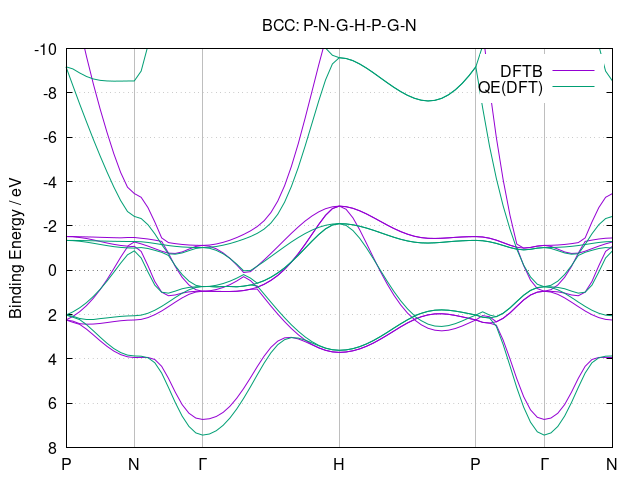 BCC: P-N-G-H-P-G-N
Binding Energy / eV
-10
-8
-6
-4
-2
0
2
4
6
8
DFTB
QE(DFT)
P N Γ H P Γ N